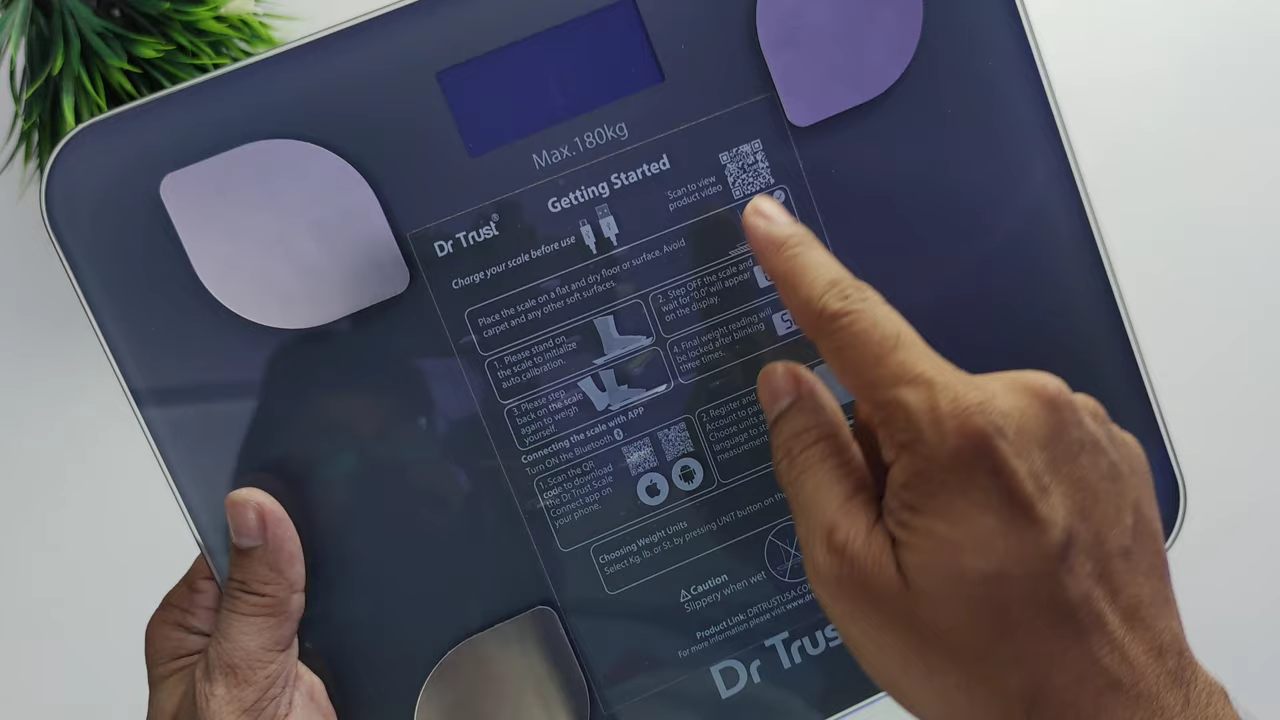 Max.180kg
Getting Started
Scan to view
product video
Dr Trust®
Charge your scale before use
Place the scale on a flat and dry floor or surface. Avoid
carpet and any other soft surfaces.
1. Please stand on
the scale to initialize
auto calibration.
2. Step OFF the scale and
wait for "0.0" will appear
on the display.
3. Please step
back on the scale
again to weigh
yourself.
4. Final weight reading will
be locked after blinking
three times.
Connecting the scale with APP
Turn ON the Bluetooth
1. Scan the QR
code to download
the Dr Trust Scale
Connect app on
your phone.
2. Register and
Account to
Choose units
language to
measurement
Choosing Weight Units
Select Kg, lb. or St. by pressing UNIT button on the
Caution
Slippery when wet
Product Link: DRTRUSTUSA.CO
For more information please visit www.dr
Dr Trus